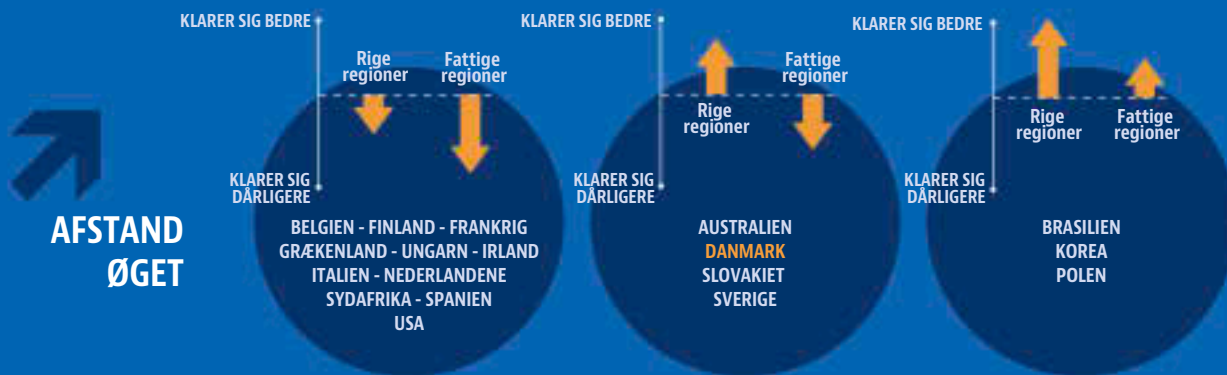 AFSTAND
ØGET
KLARER SIG BEDRE
Rige
regioner
Fattige
regioner
KLARER SIG
DÅRLIGERE
BELGIEN - FINLAND - FRANKRIG
GRÆKENLAND - UNGARN - IRLAND
ITALIEN - NEDERLANDENE
SYDAFRIKA - SPANIEN
USA
KLARER SIG BEDRE
Rige
regioner
Fattige
regioner
KLARER SIG
DÅRLIGERE
AUSTRALIEN
DANMARK
SLOVAKIET
SVERIGE
KLARER SIG BEDRE
Rige
regioner
Fattige
regioner
KLARER SIG
DÅRLIGERE
BRASILIEN
KOREA
POLEN